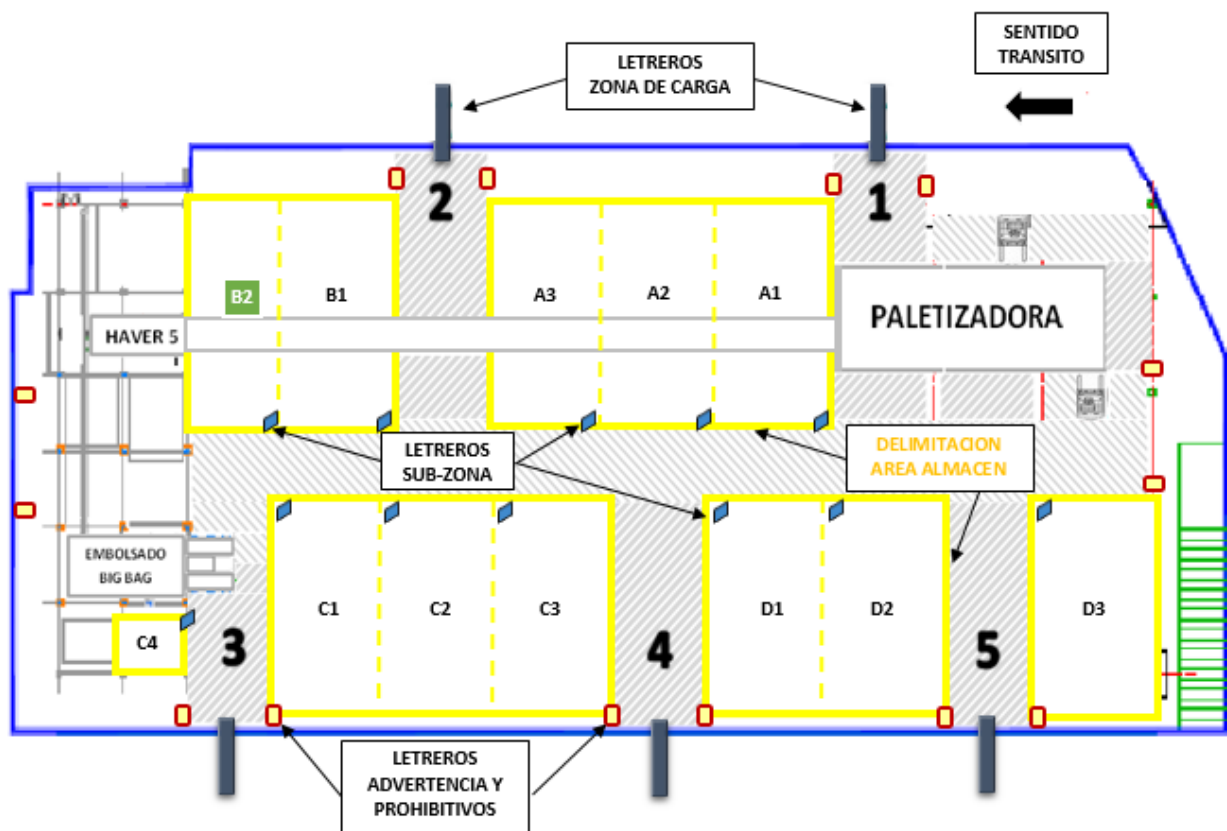 SENTIDO
TRANSITO
LETREROS
ZONA DE CARGA
2
1
B2
B1
A3
A2
A1
HAVER 5
PALETIZADORA
LETREROS
SUB-ZONA
DELIMITACION
AREA ALMACEN
EMBOLSADO
BIG BAG
C4
3
C1
C2
C3
4
D1
D2
5
D3
LETREROS
ADVERTENCIA Y
PROHIBITIVOS